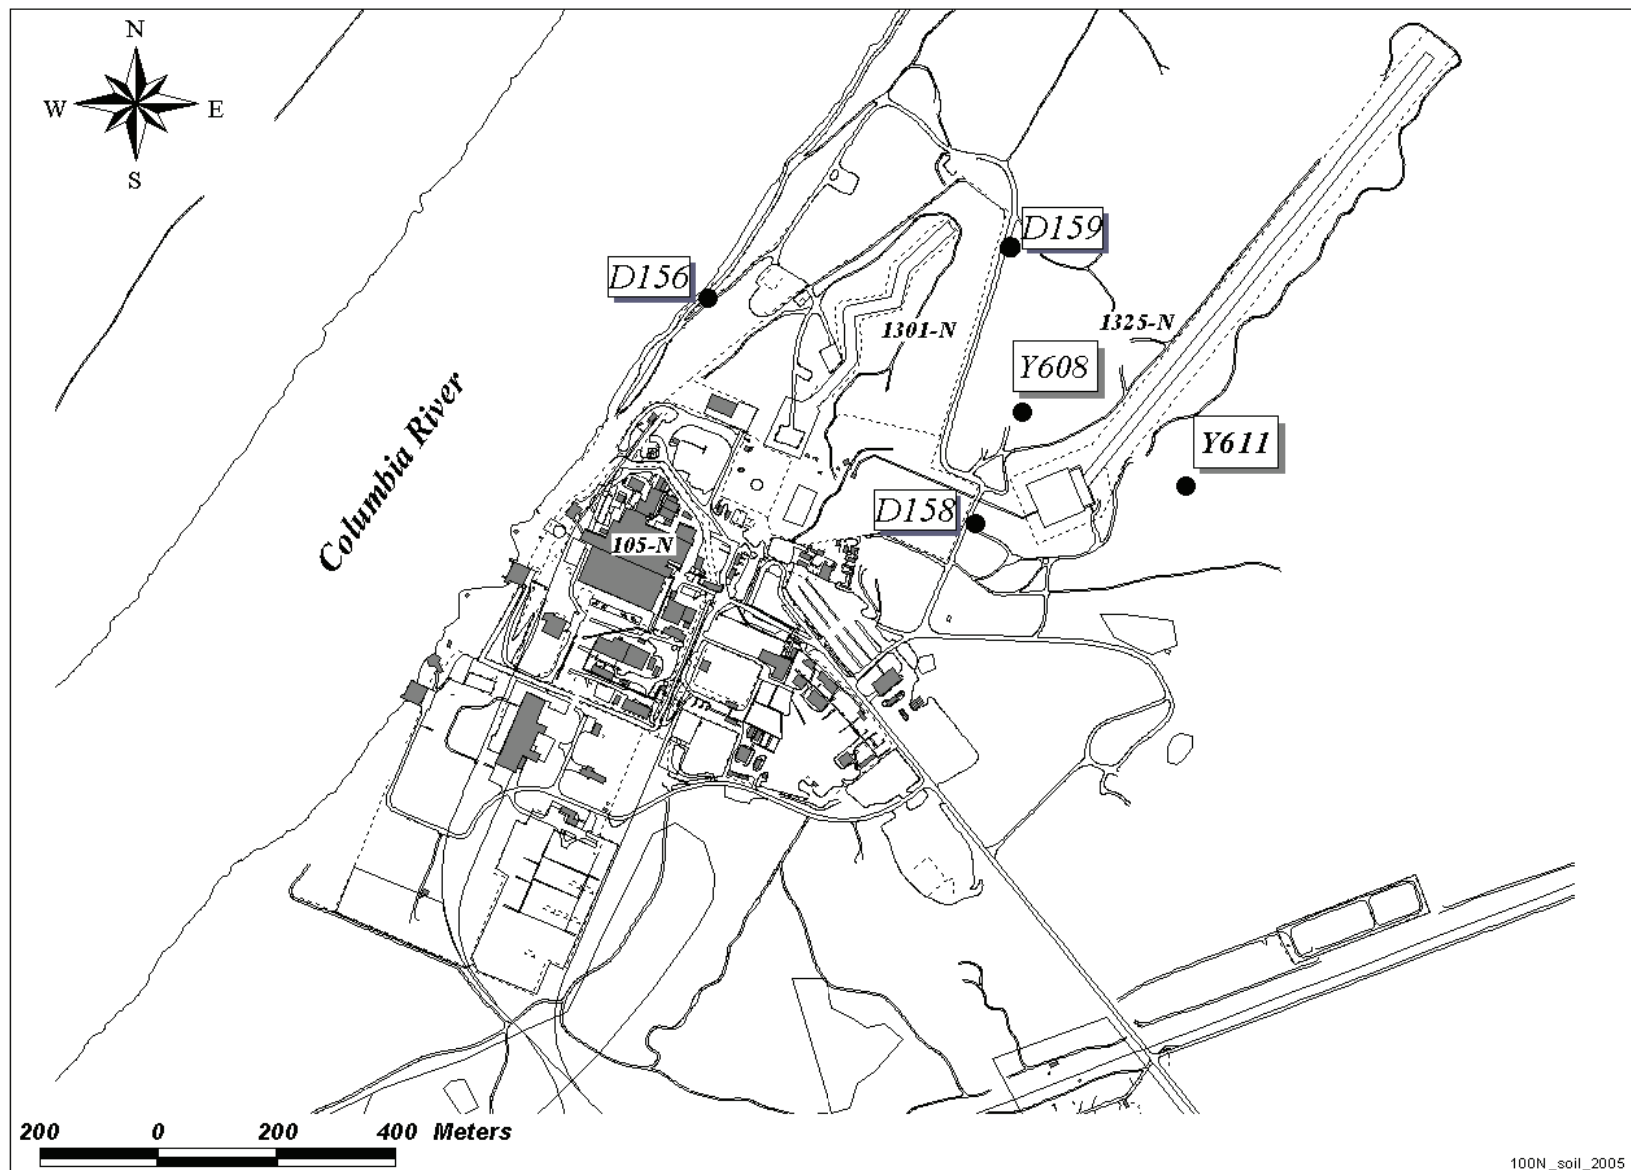 N
W E
S
D159
D156
1301-N
1325-N
Y608
Columbia River
Y611
D158
105-N
200 0 200 400 Meters
100N_soil_2005